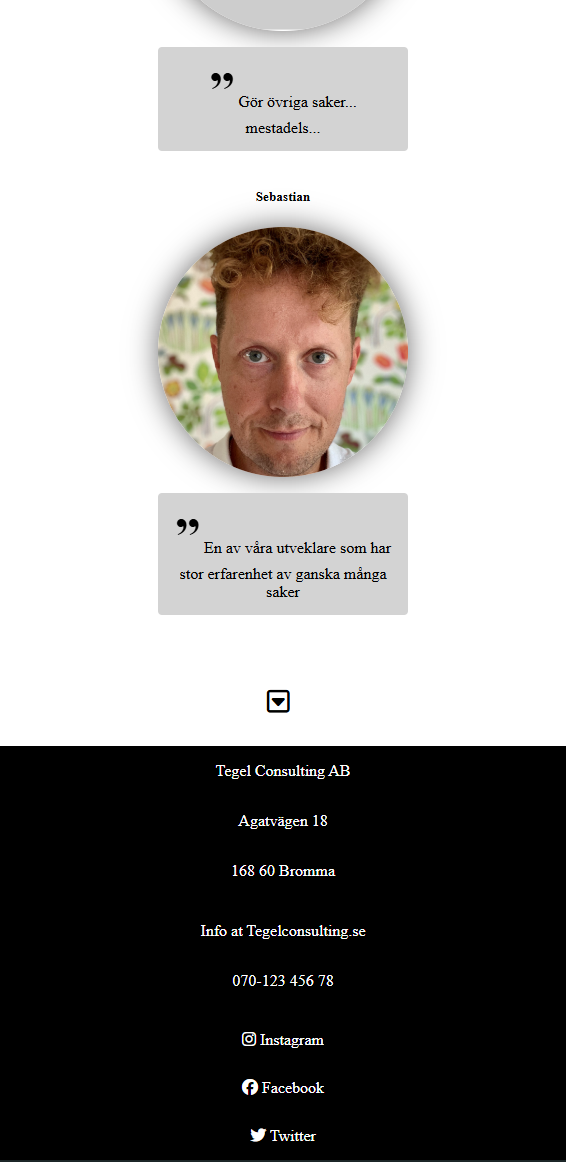 ” Gör övriga saker...
mestadels...
Sebastian
” En av våra utveklare som har
stor erfarenhet av ganska många
saker
Tegel Consulting AB
Agatvägen 18
168 60 Bromma
Info at Tegelconsulting.se
070-123 456 78
Instagram
Facebook
Twitter